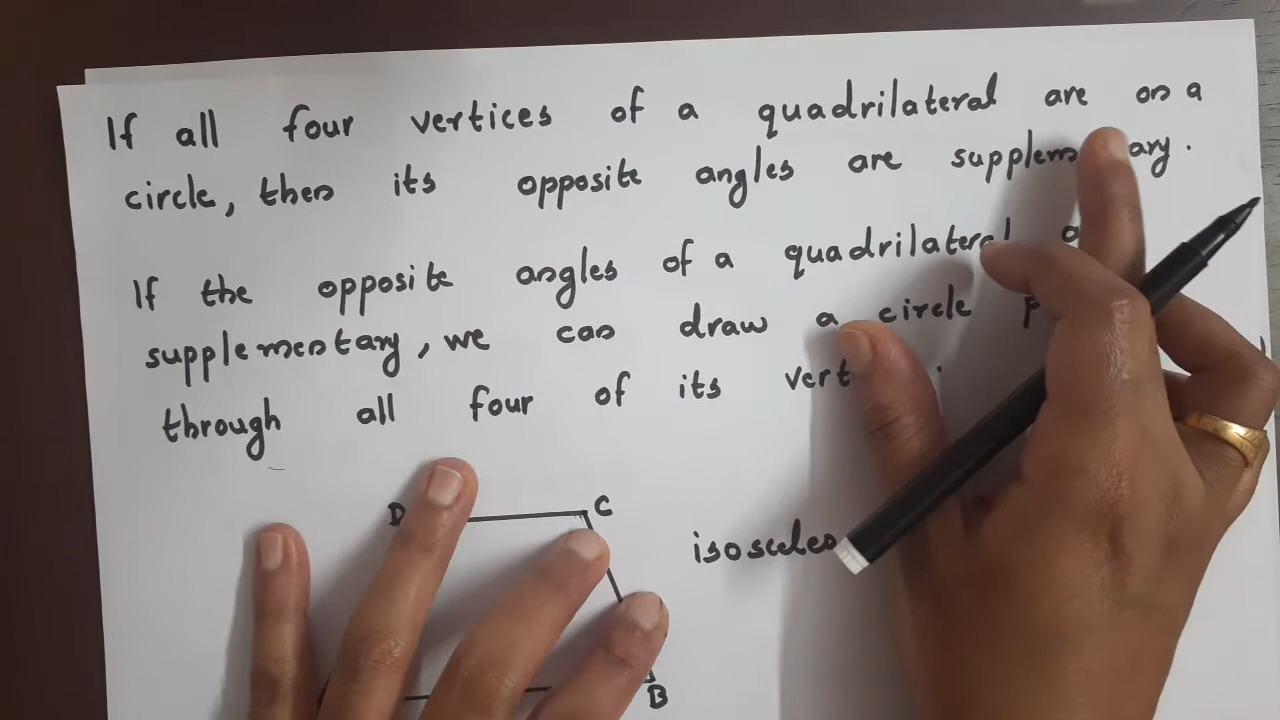 If all four vertices of a quadrilateral are on a
circle, then its opposite angles are supplementary.
If the opposite angles of a quadrilateral
supplementary, we can draw a circle
through all four of its
D C
isosceles
B